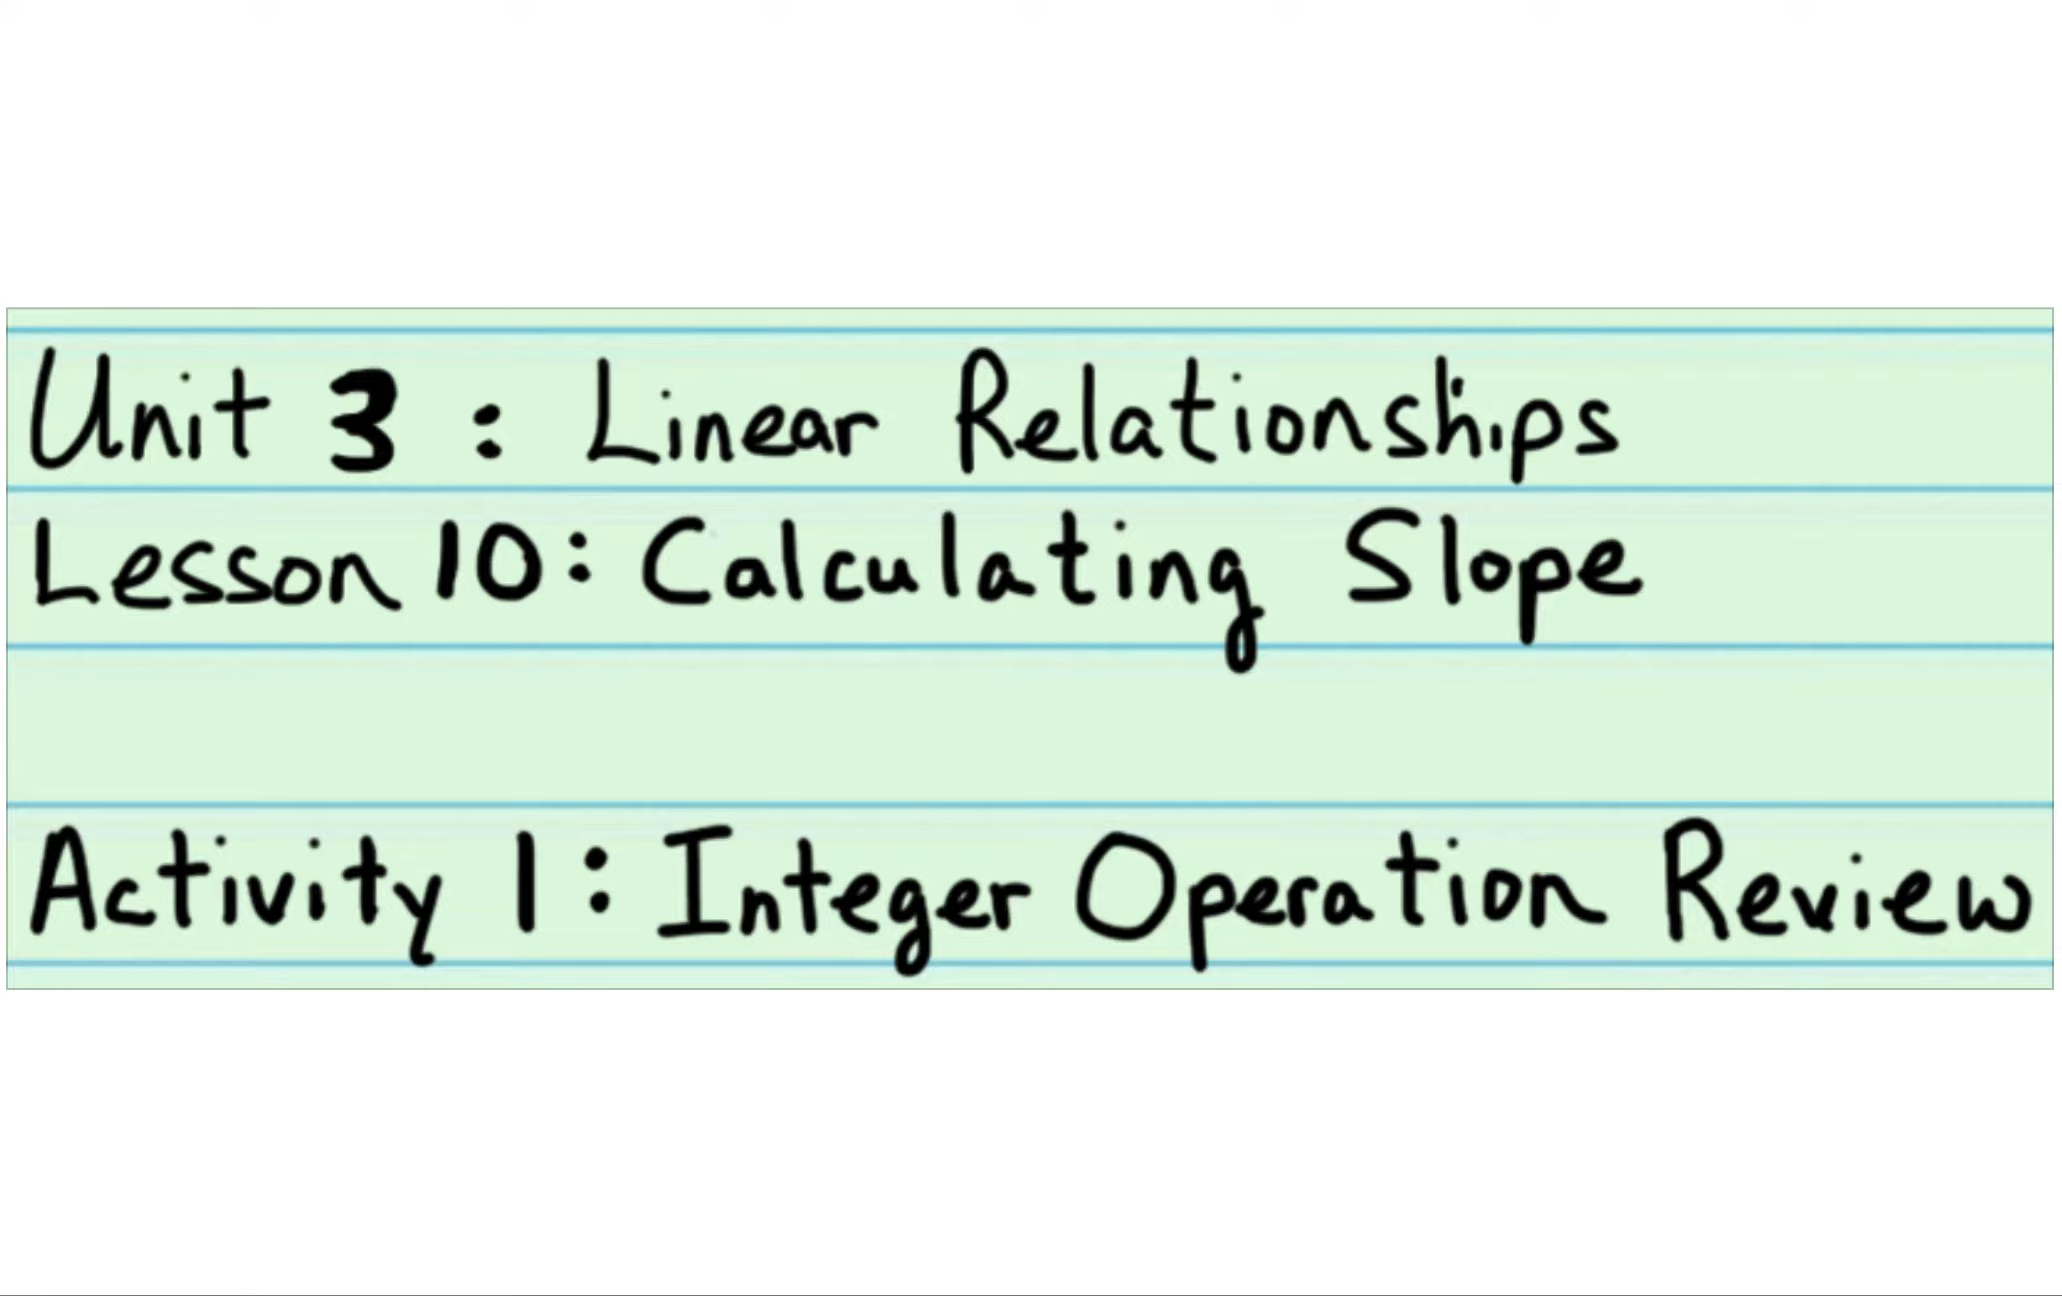 Unit 3 : Linear Relationships
Lesson 10: Calculating Slope
Activity 1: Integer Operation Review